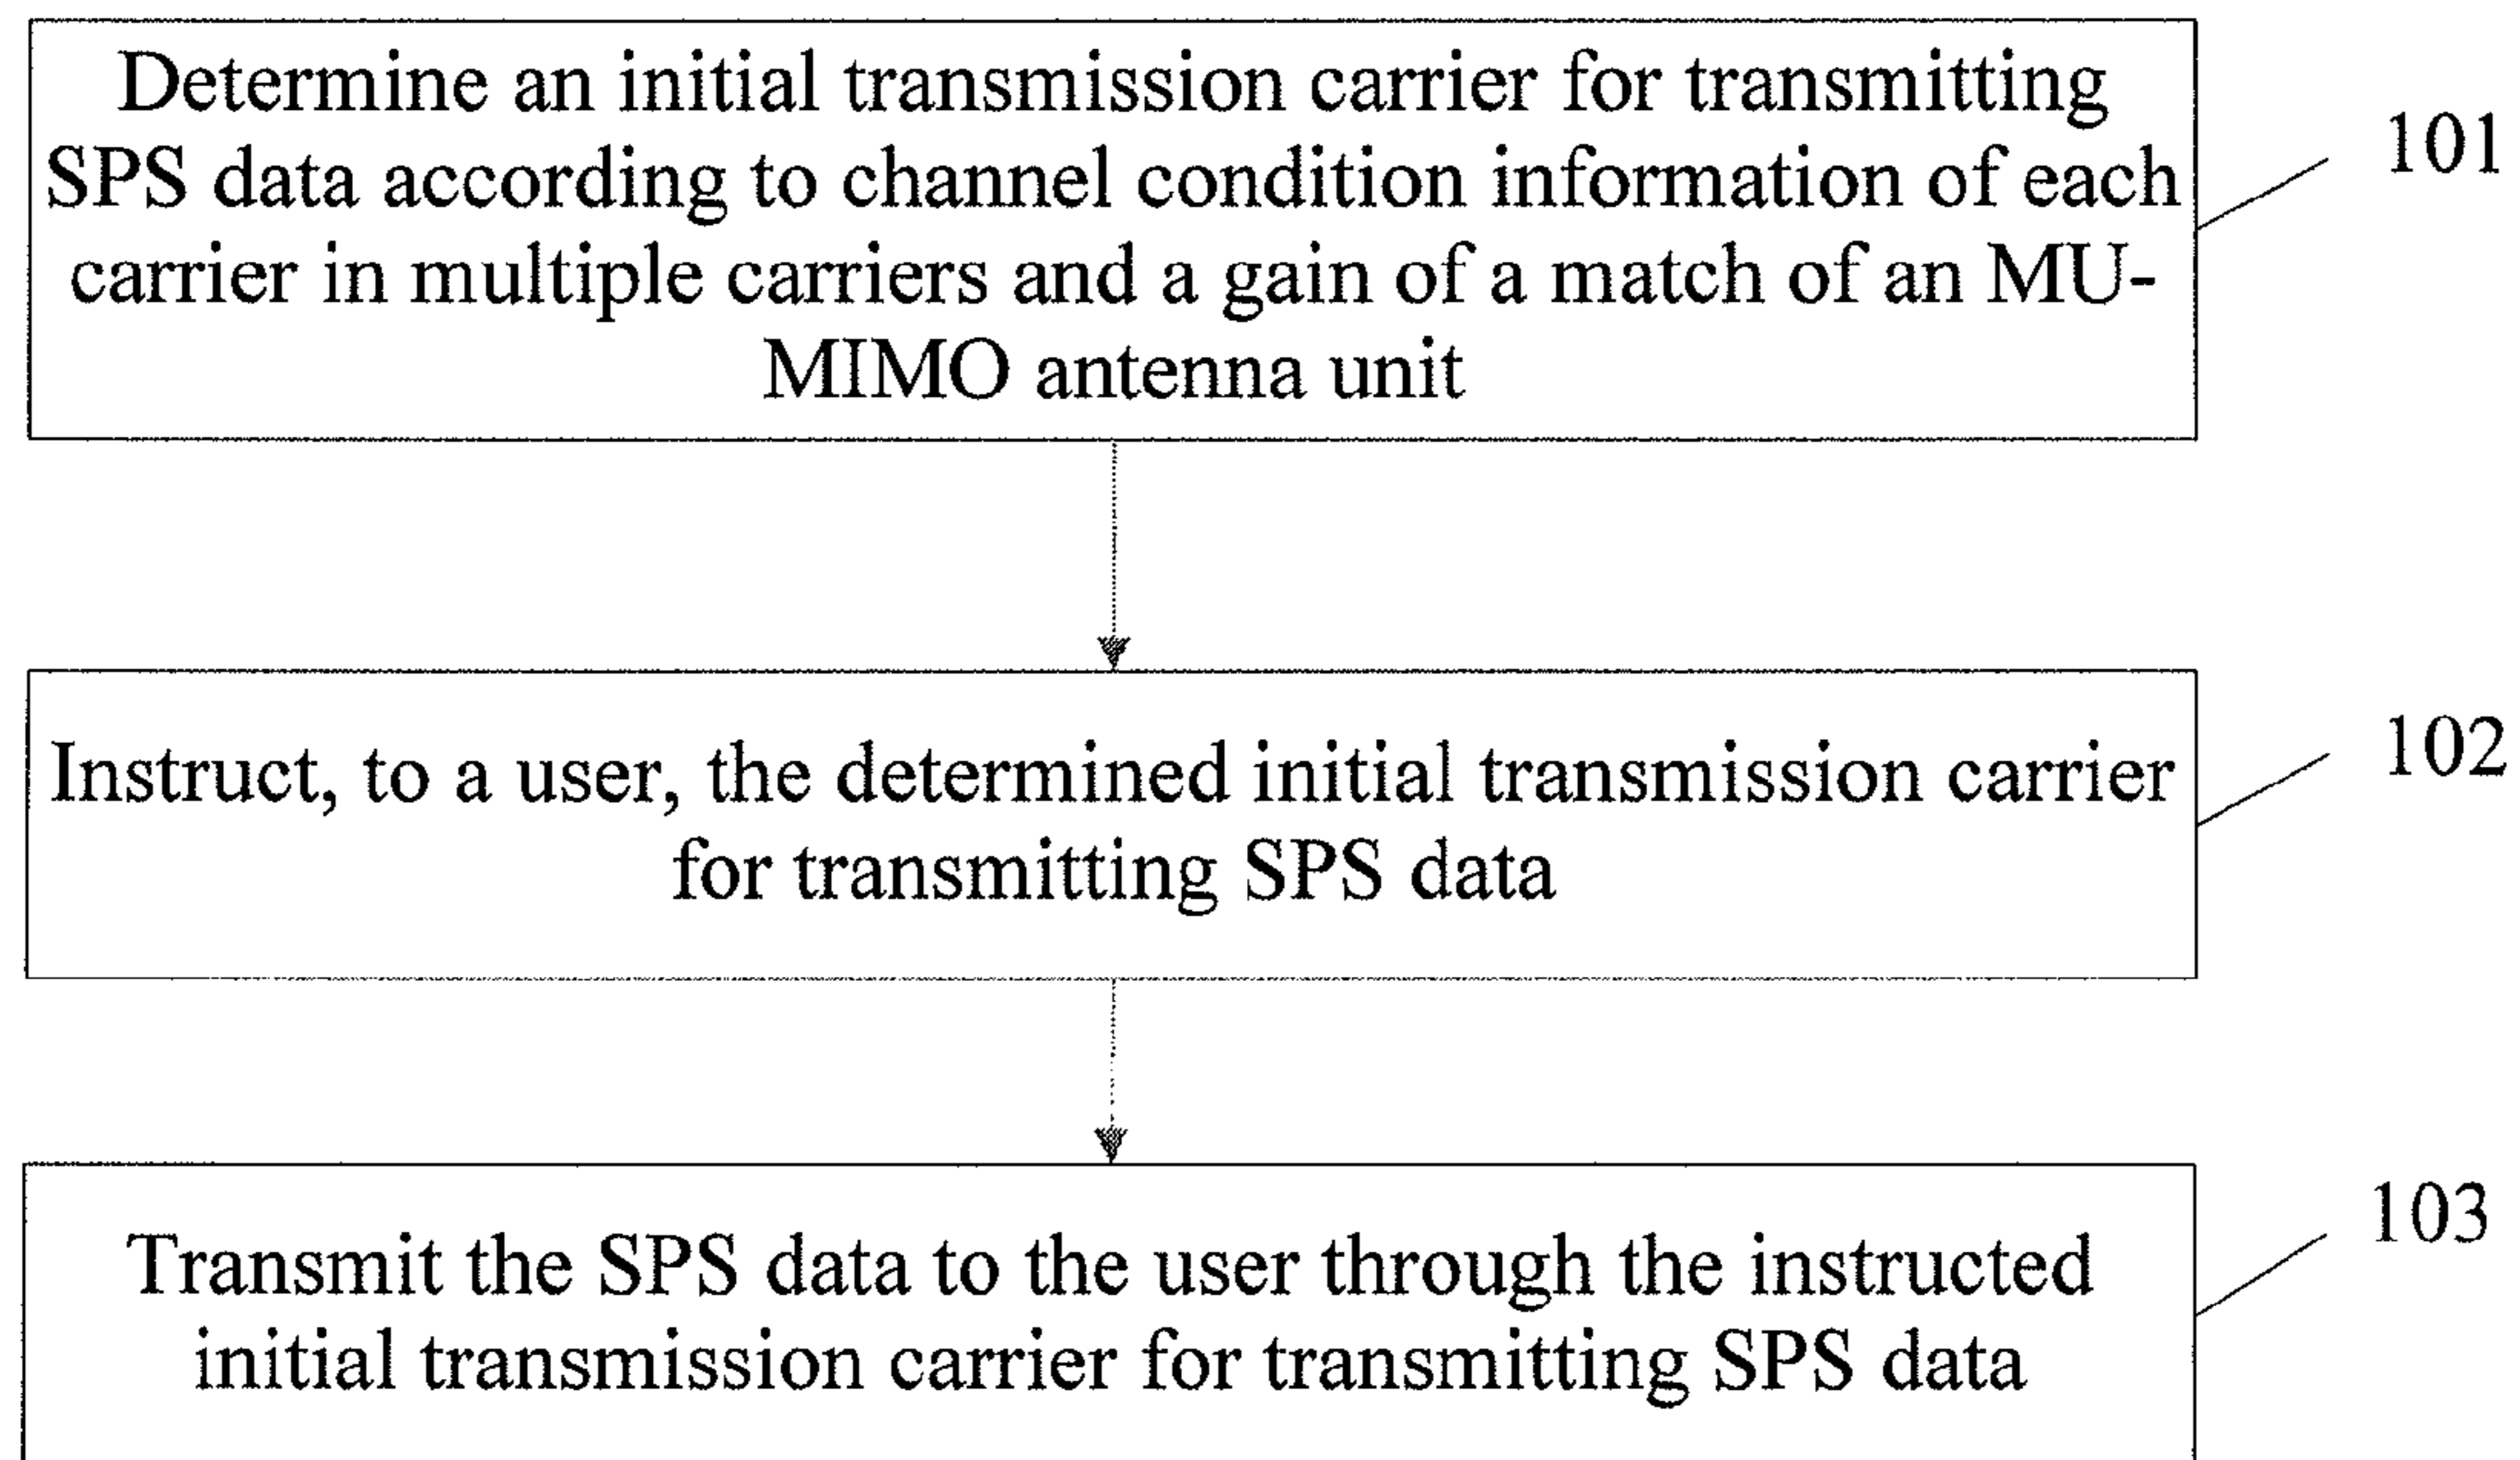 Determine an initial transmission carrier for transmitting
SPS data according to channel condition information of each
carrier in multiple carriers and a gain of a match of an MU-
MIMO antenna unit
101
Instruct, to a user, the determined initial transmission carrier
for transmitting SPS data
102
Transmit the SPS data to the user through the instructed
initial transmission carrier for transmitting SPS data
103